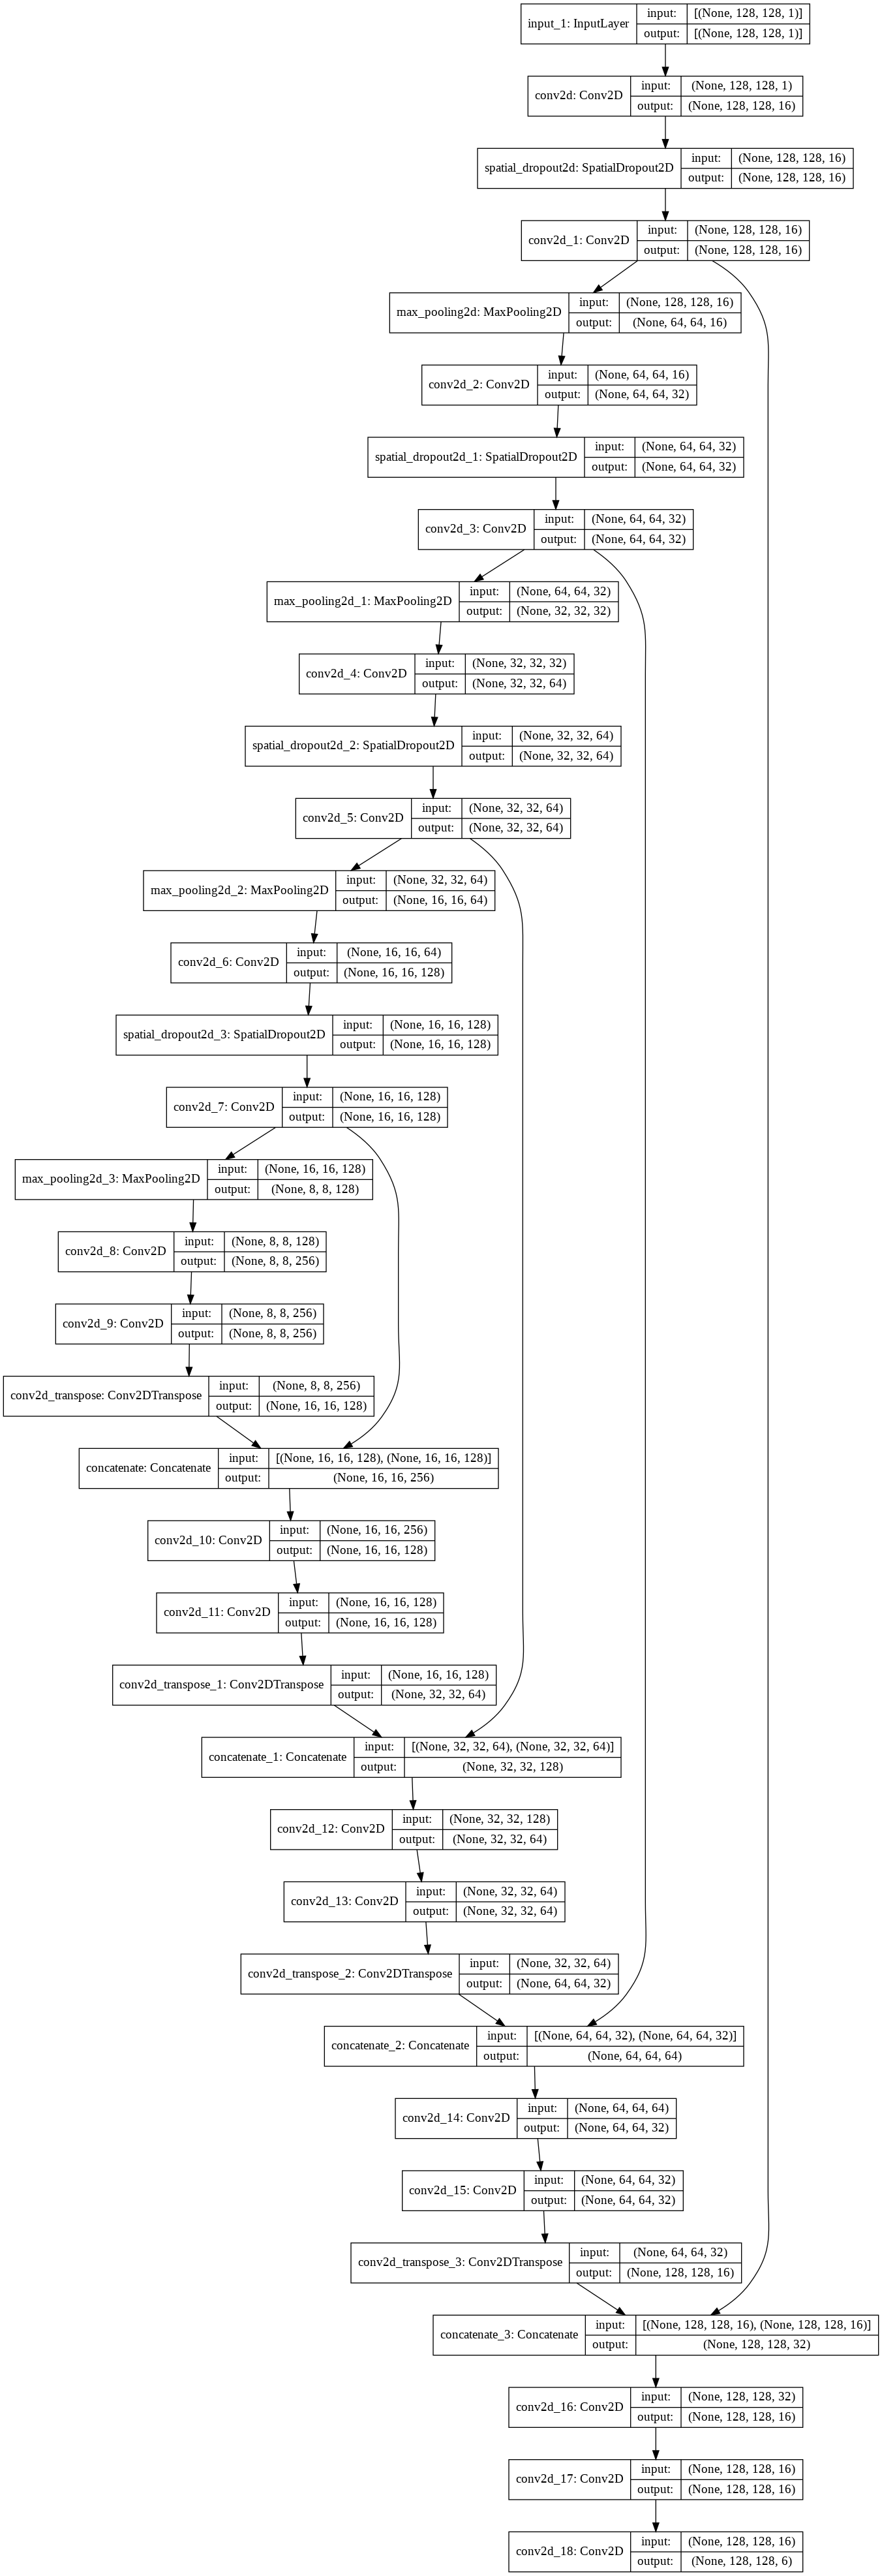 input_1: InputLayer
input: [(None, 128, 128, 1)]
output: [(None, 128, 128, 1)]
conv2d: Conv2D
input: (None, 128, 128, 1)
output: (None, 128, 128, 16)
spatial_dropout2d: SpatialDropout2D
input: (None, 128, 128, 16)
output: (None, 128, 128, 16)
conv2d_1: Conv2D
input: (None, 128, 128, 16)
output: (None, 128, 128, 16)
max_pooling2d: MaxPooling2D
input: (None, 128, 128, 16)
output: (None, 64, 64, 16)
conv2d_2: Conv2D
input: (None, 64, 64, 16)
output: (None, 64, 64, 32)
spatial_dropout2d_1: SpatialDropout2D
input: (None, 64, 64, 32)
output: (None, 64, 64, 32)
conv2d_3: Conv2D
input: (None, 64, 64, 32)
output: (None, 64, 64, 32)
max_pooling2d_1: MaxPooling2D
input: (None, 64, 64, 32)
output: (None, 32, 32, 32)
conv2d_4: Conv2D
input: (None, 32, 32, 32)
output: (None, 32, 32, 64)
spatial_dropout2d_2: SpatialDropout2D
input: (None, 32, 32, 64)
output: (None, 32, 32, 64)
conv2d_5: Conv2D
input: (None, 32, 32, 64)
output: (None, 32, 32, 64)
max_pooling2d_2: MaxPooling2D
input: (None, 32, 32, 64)
output: (None, 16, 16, 64)
conv2d_6: Conv2D
input: (None, 16, 16, 64)
output: (None, 16, 16, 128)
spatial_dropout2d_3: SpatialDropout2D
input: (None, 16, 16, 128)
output: (None, 16, 16, 128)
conv2d_7: Conv2D
input: (None, 16, 16, 128)
output: (None, 16, 16, 128)
max_pooling2d_3: MaxPooling2D
input: (None, 16, 16, 128)
output: (None, 8, 8, 128)
conv2d_8: Conv2D
input: (None, 8, 8, 128)
output: (None, 8, 8, 256)
conv2d_9: Conv2D
input: (None, 8, 8, 256)
output: (None, 8, 8, 256)
conv2d_transpose: Conv2DTranspose
input: (None, 8, 8, 256)
output: (None, 16, 16, 128)
concatenate: Concatenate
input: [(None, 16, 16, 128), (None, 16, 16, 128)]
output: (None, 16, 16, 256)
conv2d_10: Conv2D
input: (None, 16, 16, 256)
output: (None, 16, 16, 128)
conv2d_11: Conv2D
input: (None, 16, 16, 128)
output: (None, 16, 16, 128)
conv2d_transpose_1: Conv2DTranspose
input: (None, 16, 16, 128)
output: (None, 32, 32, 64)
concatenate_1: Concatenate
input: [(None, 32, 32, 64), (None, 32, 32, 64)]
output: (None, 32, 32, 128)
conv2d_12: Conv2D
input: (None, 32, 32, 128)
output: (None, 32, 32, 64)
conv2d_13: Conv2D
input: (None, 32, 32, 64)
output: (None, 32, 32, 64)
conv2d_transpose_2: Conv2DTranspose
input: (None, 32, 32, 64)
output: (None, 64, 64, 32)
concatenate_2: Concatenate
input: [(None, 64, 64, 32), (None, 64, 64, 32)]
output: (None, 64, 64, 64)
conv2d_14: Conv2D
input: (None, 64, 64, 64)
output: (None, 64, 64, 32)
conv2d_15: Conv2D
input: (None, 64, 64, 32)
output: (None, 64, 64, 32)
conv2d_transpose_3: Conv2DTranspose
input: (None, 64, 64, 32)
output: (None, 128, 128, 16)
concatenate_3: Concatenate
input: [(None, 128, 128, 16), (None, 128, 128, 16)]
output: (None, 128, 128, 32)
conv2d_16: Conv2D
input: (None, 128, 128, 32)
output: (None, 128, 128, 16)
conv2d_17: Conv2D
input: (None, 128, 128, 16)
output: (None, 128, 128, 16)
conv2d_18: Conv2D
input: (None, 128, 128, 16)
output: (None, 128, 128, 6)